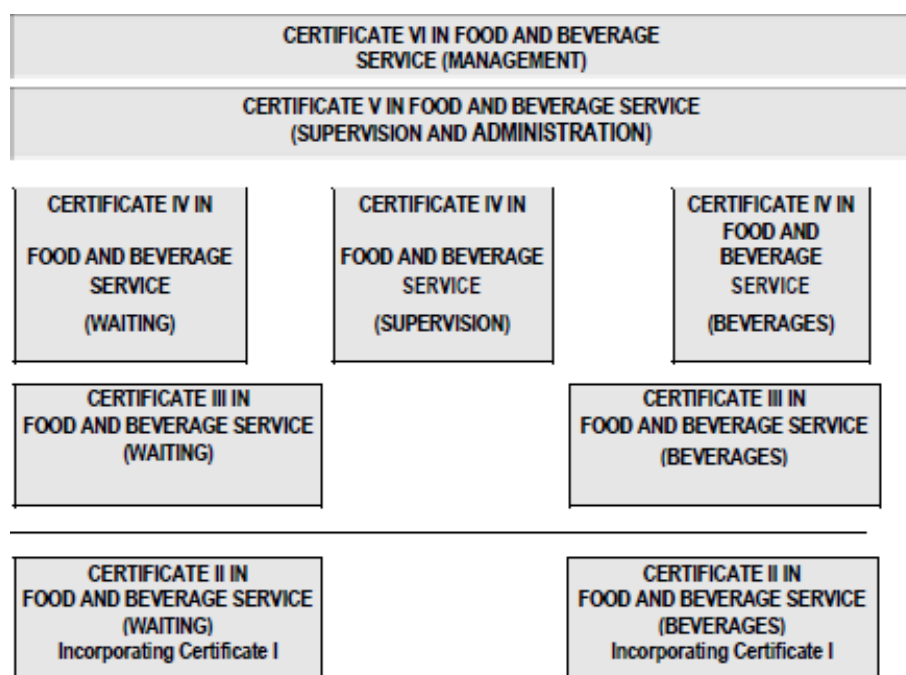 CERTIFICATE VI IN FOOD AND BEVERAGE
SERVICE (MANAGEMENT)
CERTIFICATE V IN FOOD AND BEVERAGE SERVICE
(SUPERVISION AND ADMINISTRATION)
CERTIFICATE IV IN
FOOD AND BEVERAGE
SERVICE
(WAITING)
CERTIFICATE IV IN
FOOD AND BEVERAGE
SERVICE
(SUPERVISION)
CERTIFICATE IV IN
FOOD AND
BEVERAGE
SERVICE
(BEVERAGES)
CERTIFICATE III IN
FOOD AND BEVERAGE SERVICE
(WAITING)
CERTIFICATE III IN
FOOD AND BEVERAGE SERVICE
(BEVERAGES)
CERTIFICATE II IN
FOOD AND BEVERAGE SERVICE
(WAITING)
Incorporating Certificate I
CERTIFICATE II IN
FOOD AND BEVERAGE SERVICE
(BEVERAGES)
Incorporating Certificate I